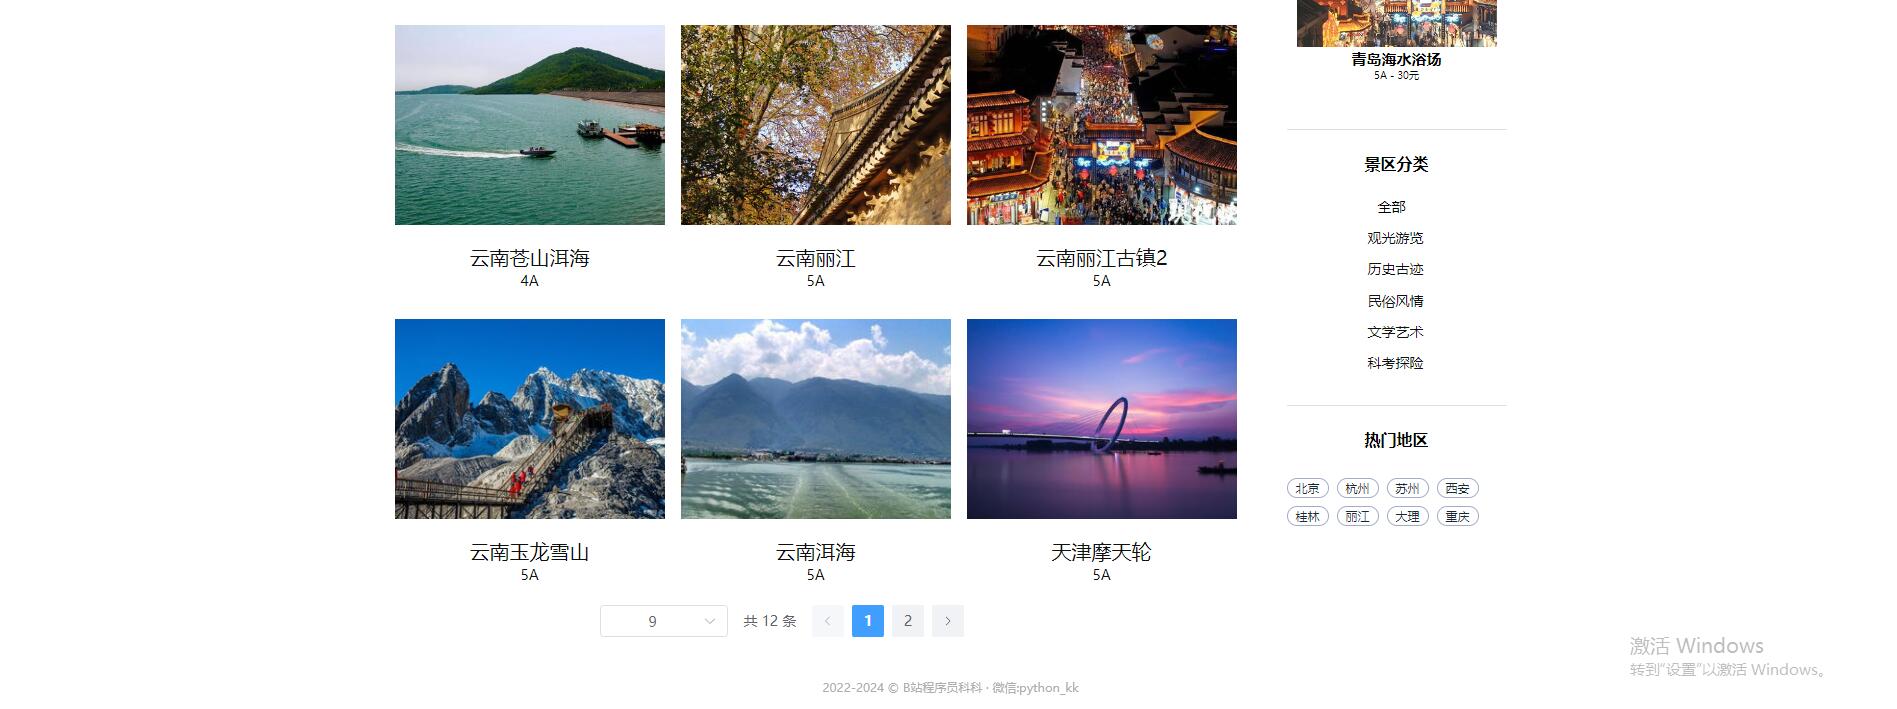 云南苍山洱海
4A
云南丽江
5A
云南丽江古镇2
5A
云南玉龙雪山
5A
云南洱海
5A
天津摩天轮
5A
9
共 12 条
1
2
青岛海水浴场
5A - 30元
景区分类
全部
观光游览
历史古迹
民俗风情
文学艺术
科考探险
热门地区
北京 杭州 苏州 西安
桂林 丽江 大理 重庆
2022-2024 © B站程序员科科 · 微信:python_kk
激活 Windows
转到"设置"以激活 Windows。